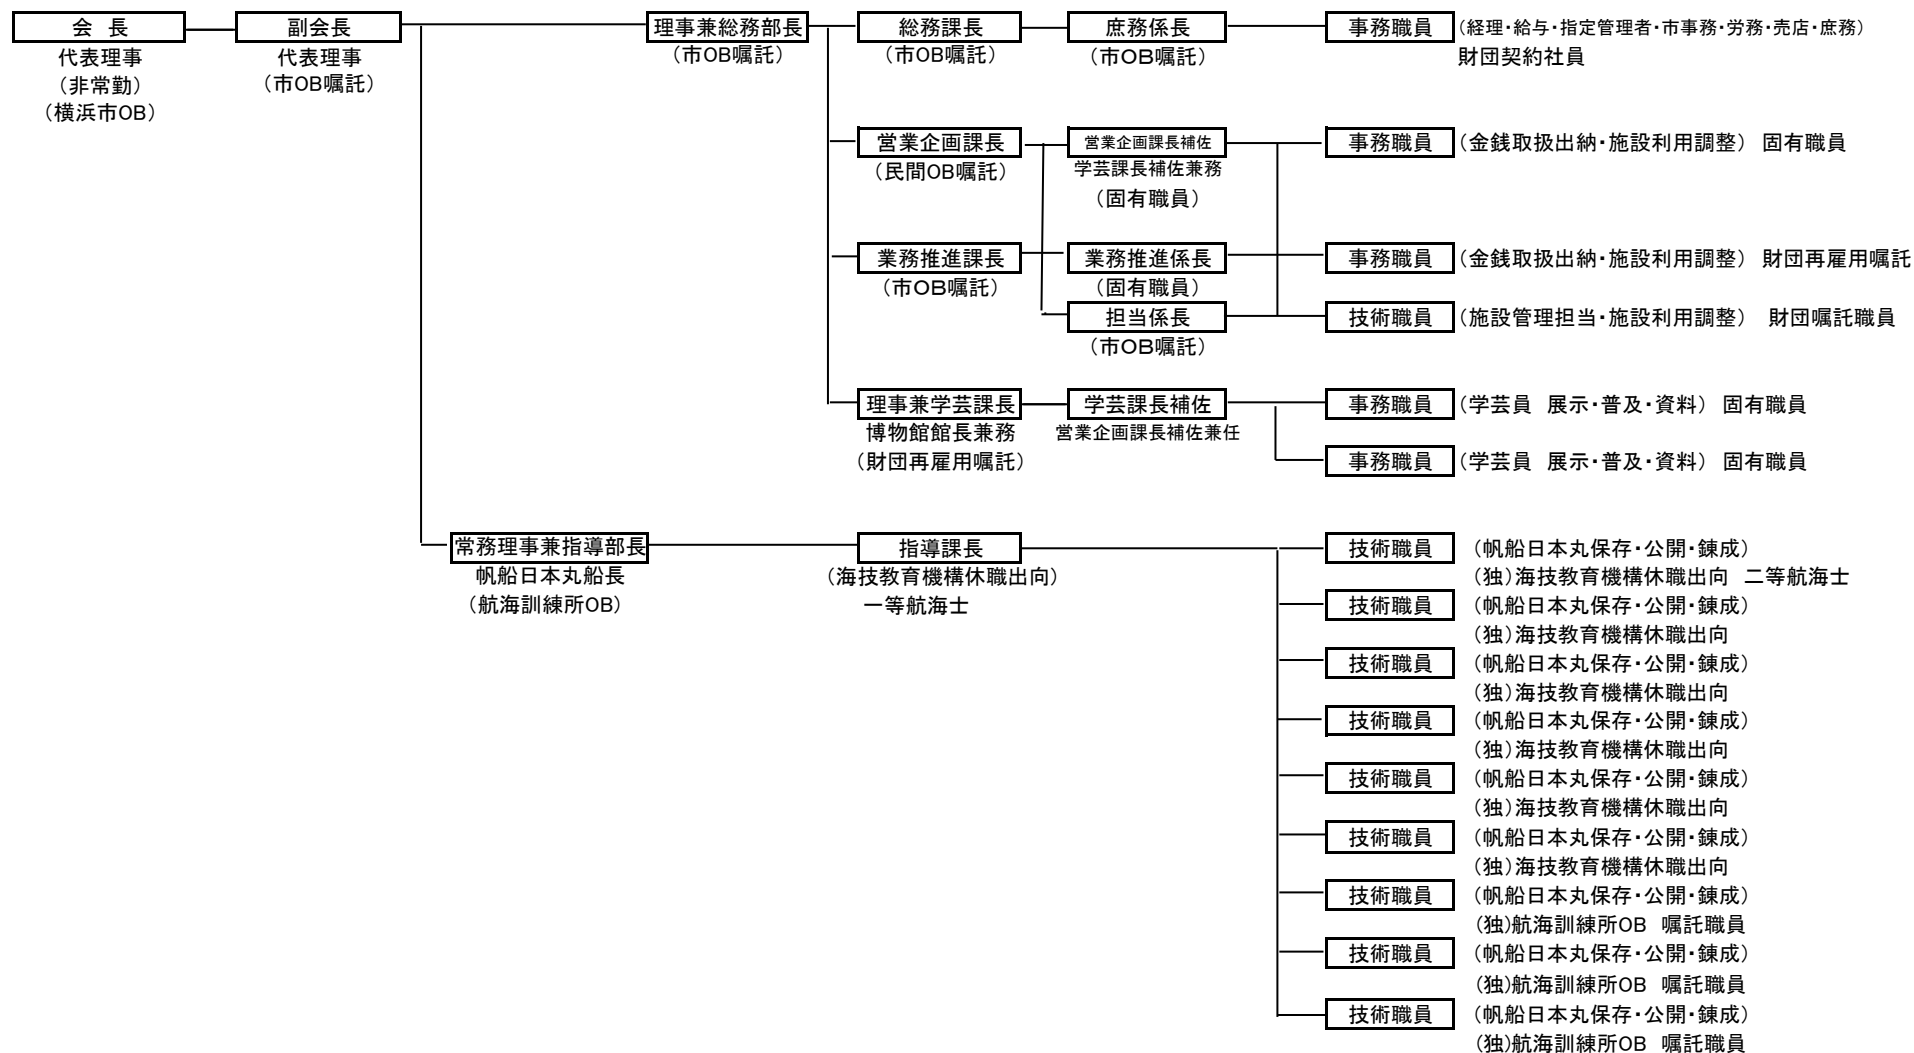 会　長
代表理事
（非常勤）
（横浜市OB）
副会長
代表理事
（市OB嘱託）
理事兼総務部長
（市OB嘱託）
総務課長
（市OB嘱託）
庶務係長
（市OB嘱託）
事務職員 （経理・給与・指定管理者・市事務・労務・売店・庶務）
財団契約社員
営業企画課長
（民間OB嘱託）
営業企画課長補佐
学芸課長補佐兼務
（固有職員）
事務職員 （金銭取扱出納・施設利用調整） 固有職員
業務推進課長
（市OB嘱託）
業務推進係長
（固有職員）
事務職員 （金銭取扱出納・施設利用調整） 財団再雇用嘱託
担当係長
（市OB嘱託）
技術職員 （施設管理担当・施設利用調整）　財団嘱託職員
理事兼学芸課長
博物館館長兼務
（財団再雇用嘱託）
学芸課長補佐
営業企画課長補佐兼任
事務職員 （学芸員　展示・普及・資料） 固有職員
事務職員 （学芸員　展示・普及・資料） 固有職員
常務理事兼指導部長
帆船日本丸船長
（航海訓練所OB）
指導課長
（海技教育機構休職出向）
一等航海士
技術職員 （帆船日本丸保存・公開・錬成）
（独）海技教育機構休職出向　二等航海士
技術職員 （帆船日本丸保存・公開・錬成）
（独）海技教育機構休職出向
技術職員 （帆船日本丸保存・公開・錬成）
（独）海技教育機構休職出向
技術職員 （帆船日本丸保存・公開・錬成）
（独）海技教育機構休職出向
技術職員 （帆船日本丸保存・公開・錬成）
（独）海技教育機構休職出向
技術職員 （帆船日本丸保存・公開・錬成）
（独）海技教育機構休職出向
技術職員 （帆船日本丸保存・公開・錬成）
（独）航海訓練所OB　嘱託職員
技術職員 （帆船日本丸保存・公開・錬成）
（独）航海訓練所OB　嘱託職員
技術職員 （帆船日本丸保存・公開・錬成）
（独）航海訓練所OB　嘱託職員